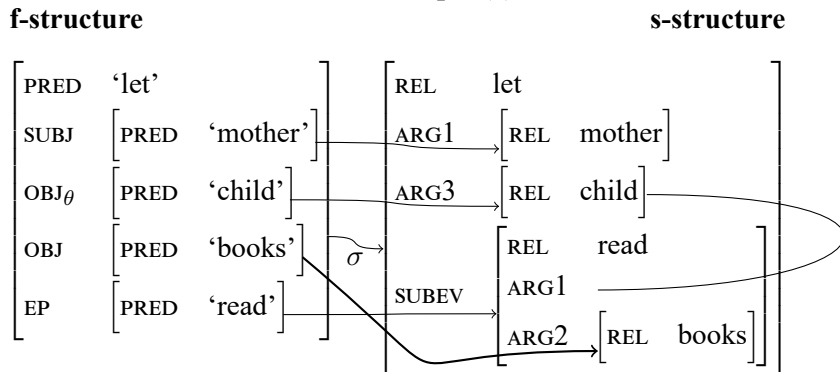 f-structure s-structure
PRED ‘let’ REL let
SUBJ PRED ‘mother’ ARG1 REL mother
OBJθ PRED ‘child’ ARG3 REL child
OBJ PRED ‘books’ σ REL read
EP PRED ‘read’ SUBEV ARG1
ARG2 REL books